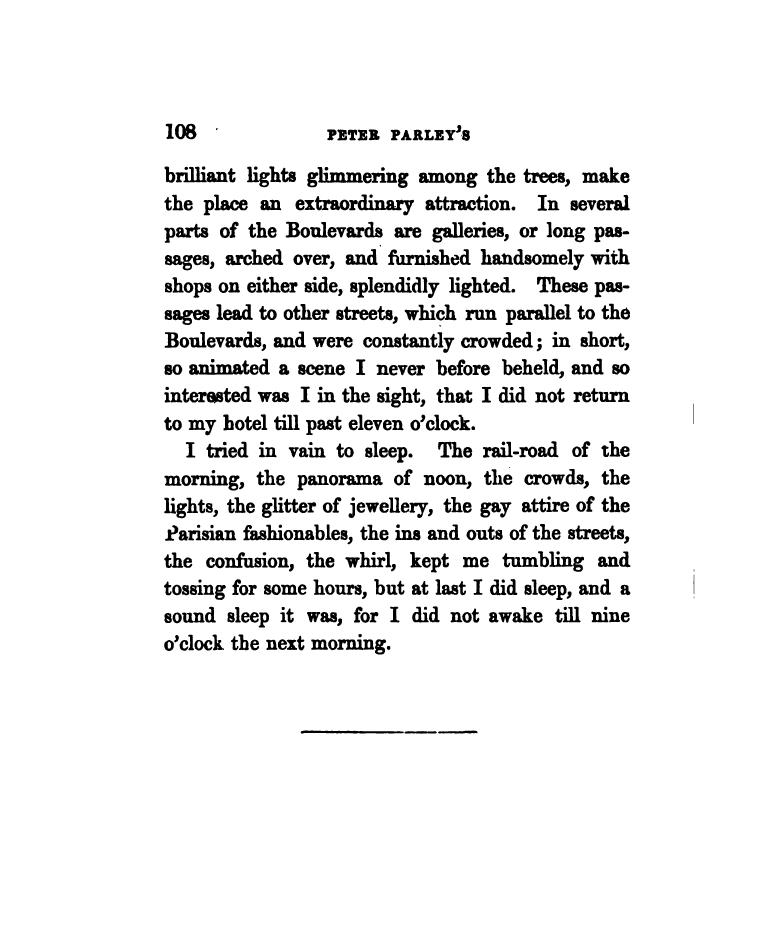 108 PETER PARLEY'S
brilliant lights glimmering among the trees, make
the place an extraordinary attraction. In several
parts of the Boulevards are galleries, or long pas-
sages, arched over, and furnished handsomely with
shops on either side, splendidly lighted. These pas-
sages lead to other streets, which run parallel to the
Boulevards, and were constantly crowded; in short,
so animated a scene I never before beheld, and so
interested was I in the sight, that I did not return
to my hotel till past eleven o'clock.
I tried in vain to sleep. The rail-road of the
morning, the panorama of noon, the crowds, the
lights, the glitter of jewellery, the gay attire of the
Parisian fashionables, the ins and outs of the streets,
the confusion, the whirl, kept me tumbling and
tossing for some hours, but at last I did sleep, and a
sound sleep it was, for I did not awake till nine
o'clock the next morning.